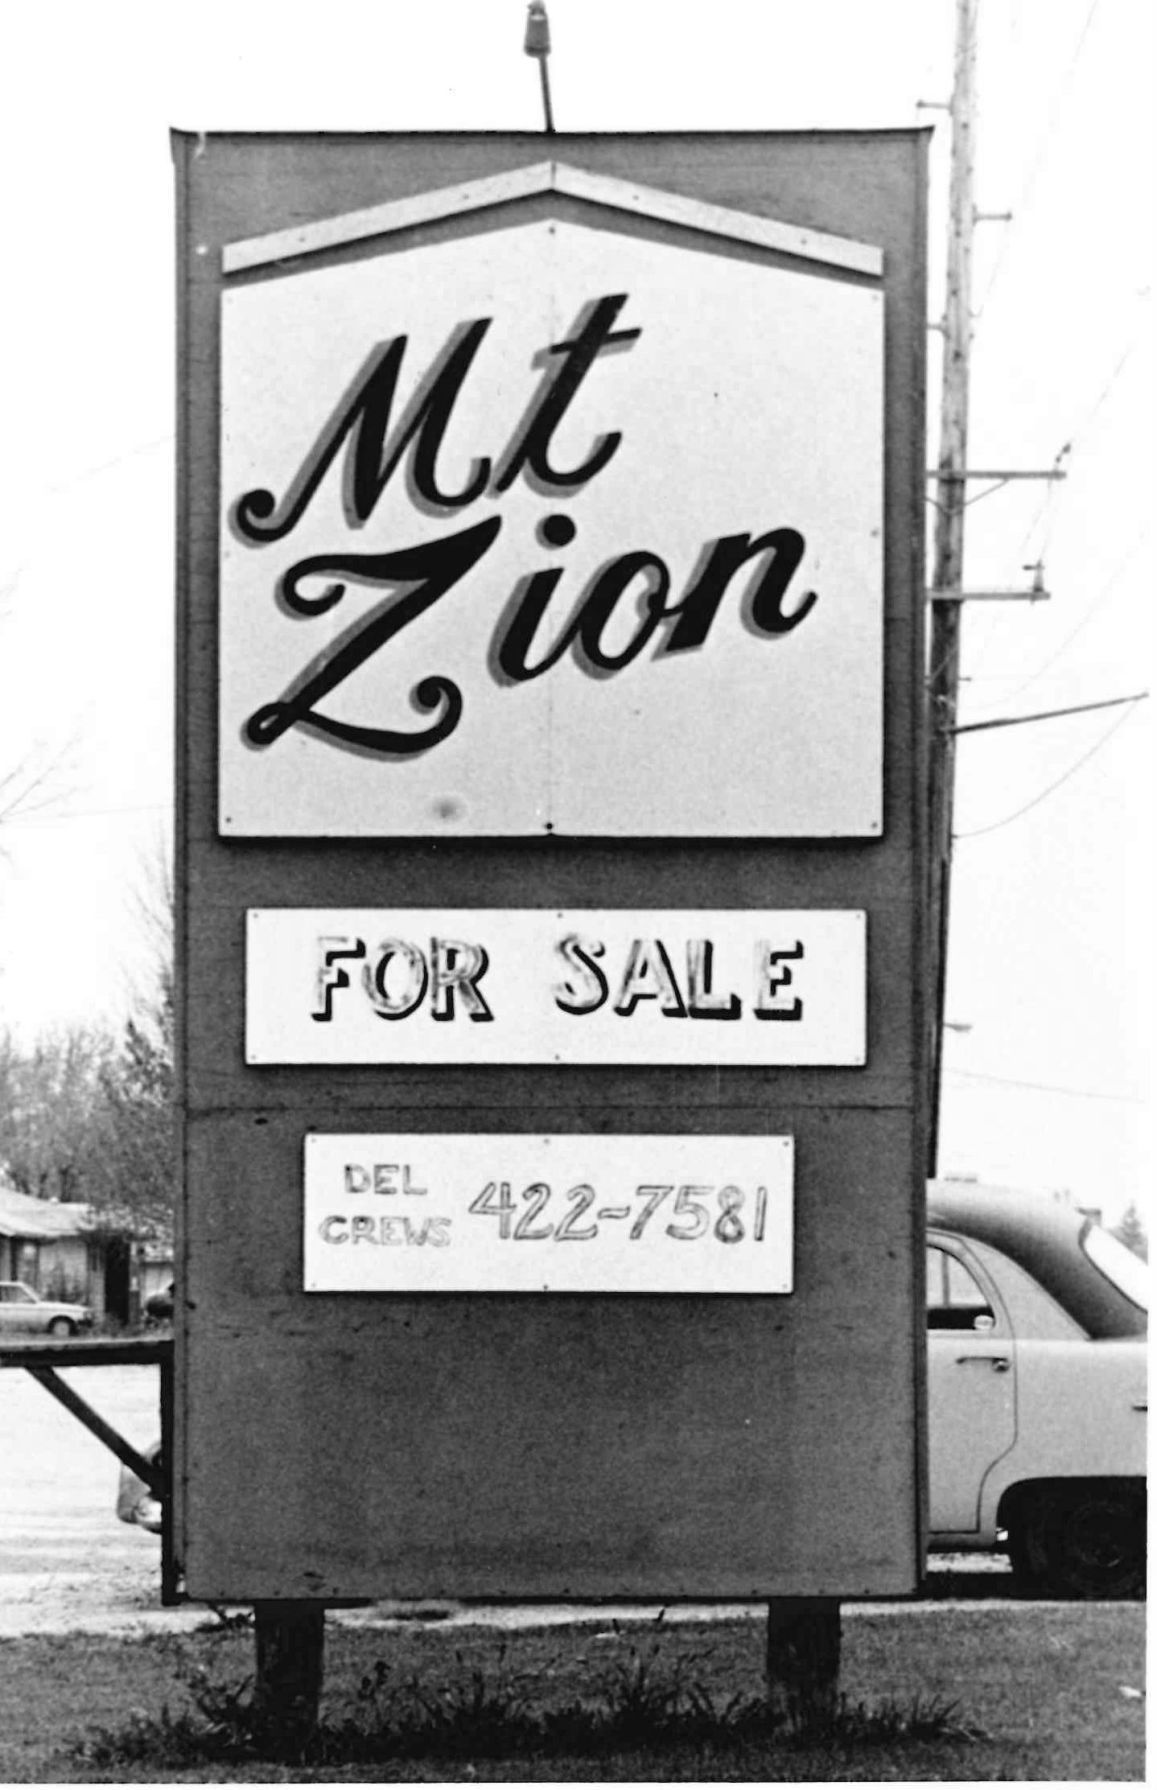 Mt
Zion
FOR SALE
DEL
CREWS 422-7581